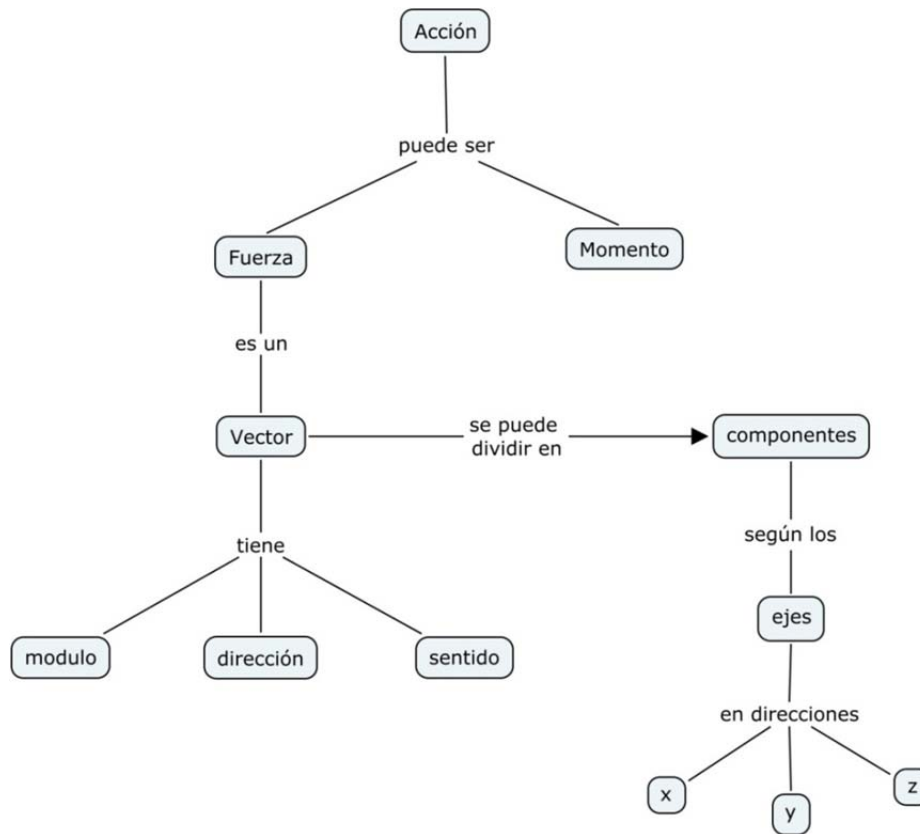 Acción
puede ser
Fuerza
Momento
es un
Vector
se puede
dividir en
componentes
tiene
según los
modulo
dirección
sentido
ejes
en direcciones
x
y
z